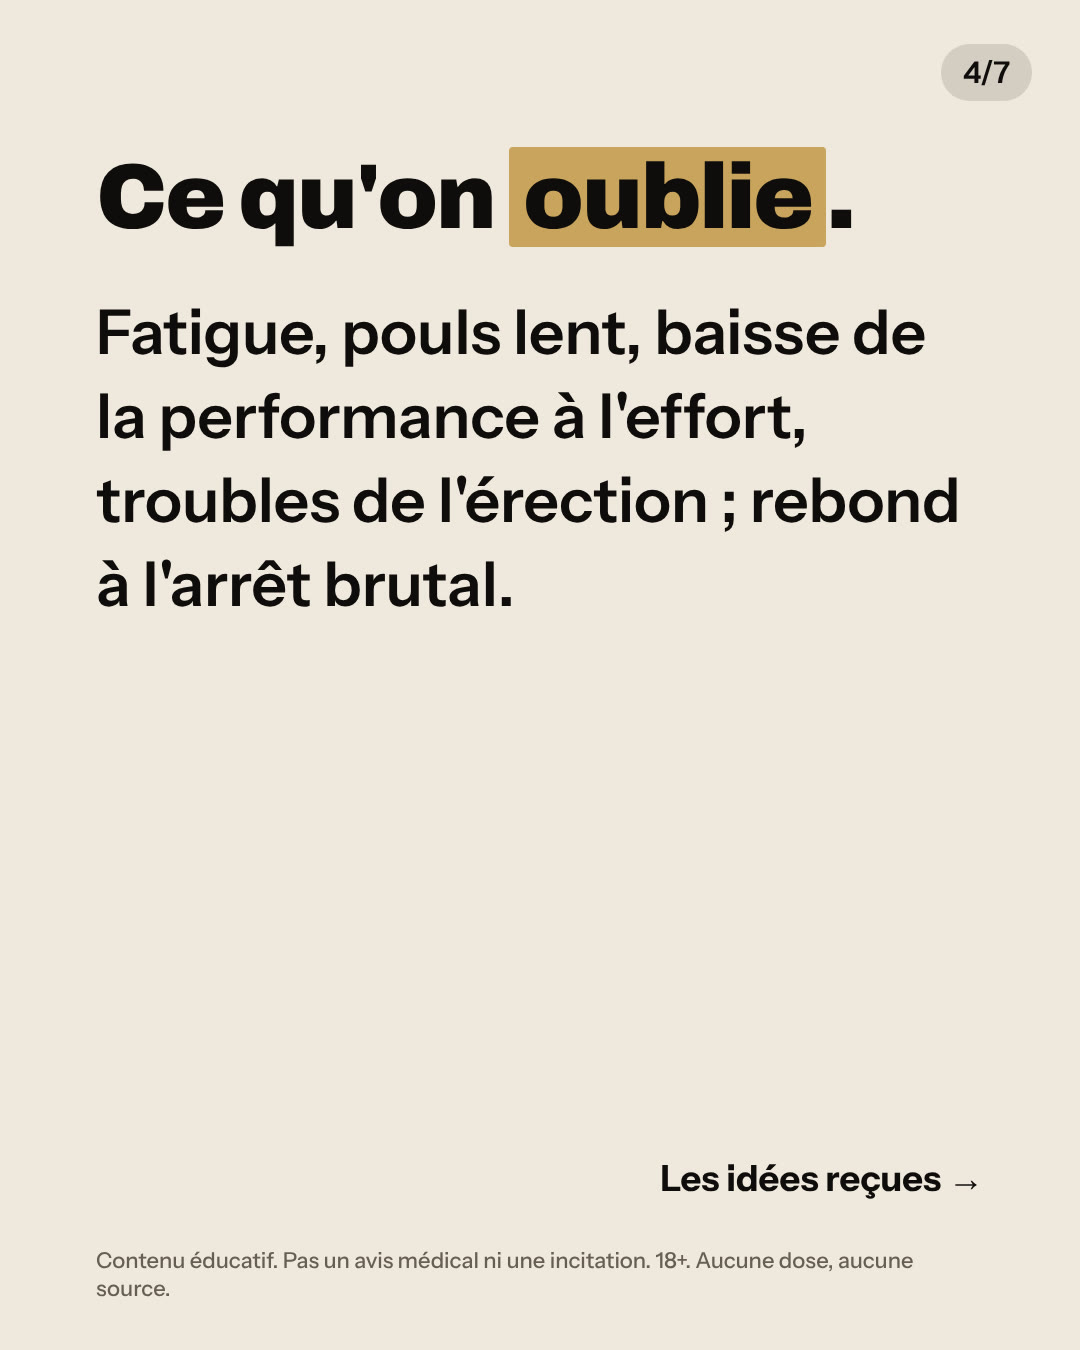 4/7
Ce qu'on oublie.
Fatigue, pouls lent, baisse de
la performance à l'effort,
troubles de l'érection ; rebond
à l'arrêt brutal.
Les idées reçues →
Contenu éducatif. Pas un avis médical ni une incitation. 18+. Aucune dose, aucune
source.